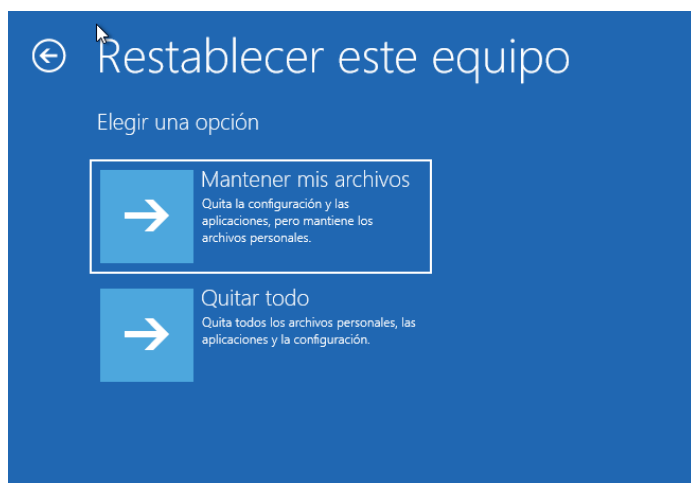 Restablecer este equipo
Elegir una opción
Mantener mis archivos
Quita la configuración y las
aplicaciones, pero mantiene los
archivos personales.
Quitar todo
Quita todos los archivos personales, las
aplicaciones y la configuración.